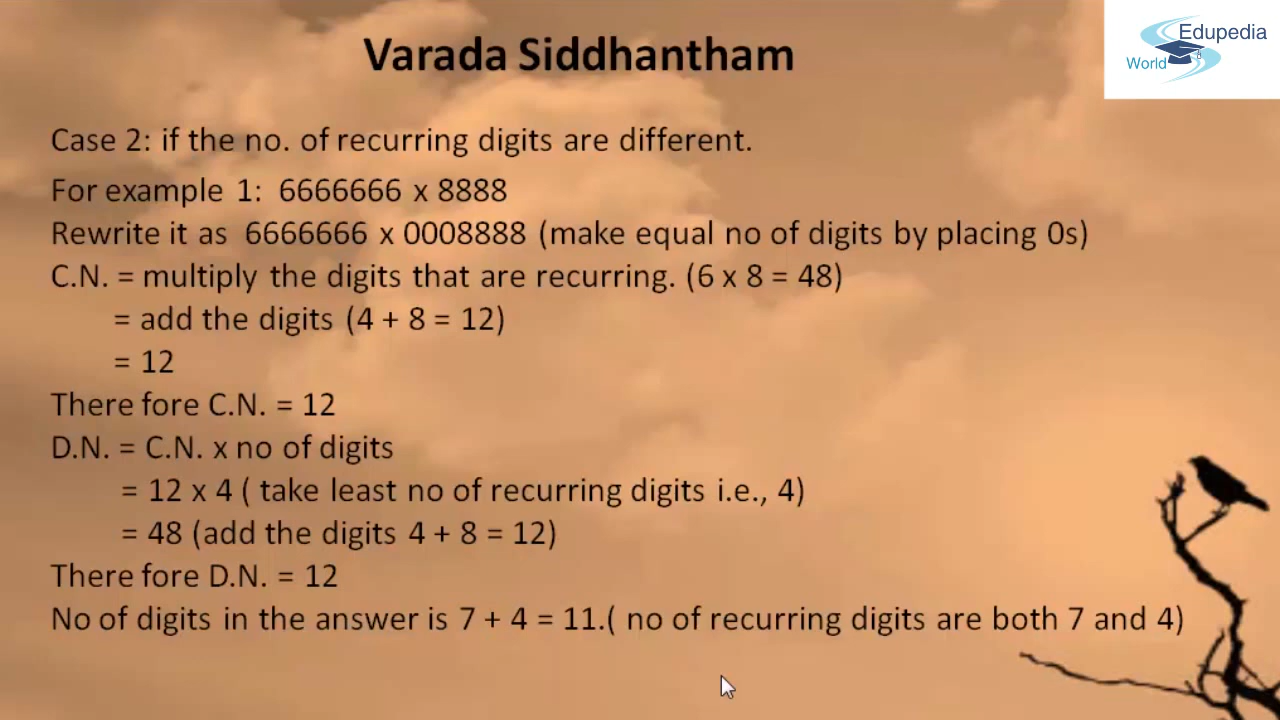 Varada Siddhantham
Edupedia
World
Case 2: if the no. of recurring digits are different.
For example 1: 6666666 x 8888
Rewrite it as 6666666 x 0008888 (make equal no of digits by placing 0s)
C.N. = multiply the digits that are recurring. (6 x 8 = 48)
= add the digits (4 + 8 = 12)
= 12
There fore C.N. = 12
D.N. = C.N. x no of digits
= 12 x 4 ( take least no of recurring digits i.e., 4)
= 48 (add the digits 4 + 8 = 12)
There fore D.N. = 12
No of digits in the answer is 7 + 4 = 11.( no of recurring digits are both 7 and 4)